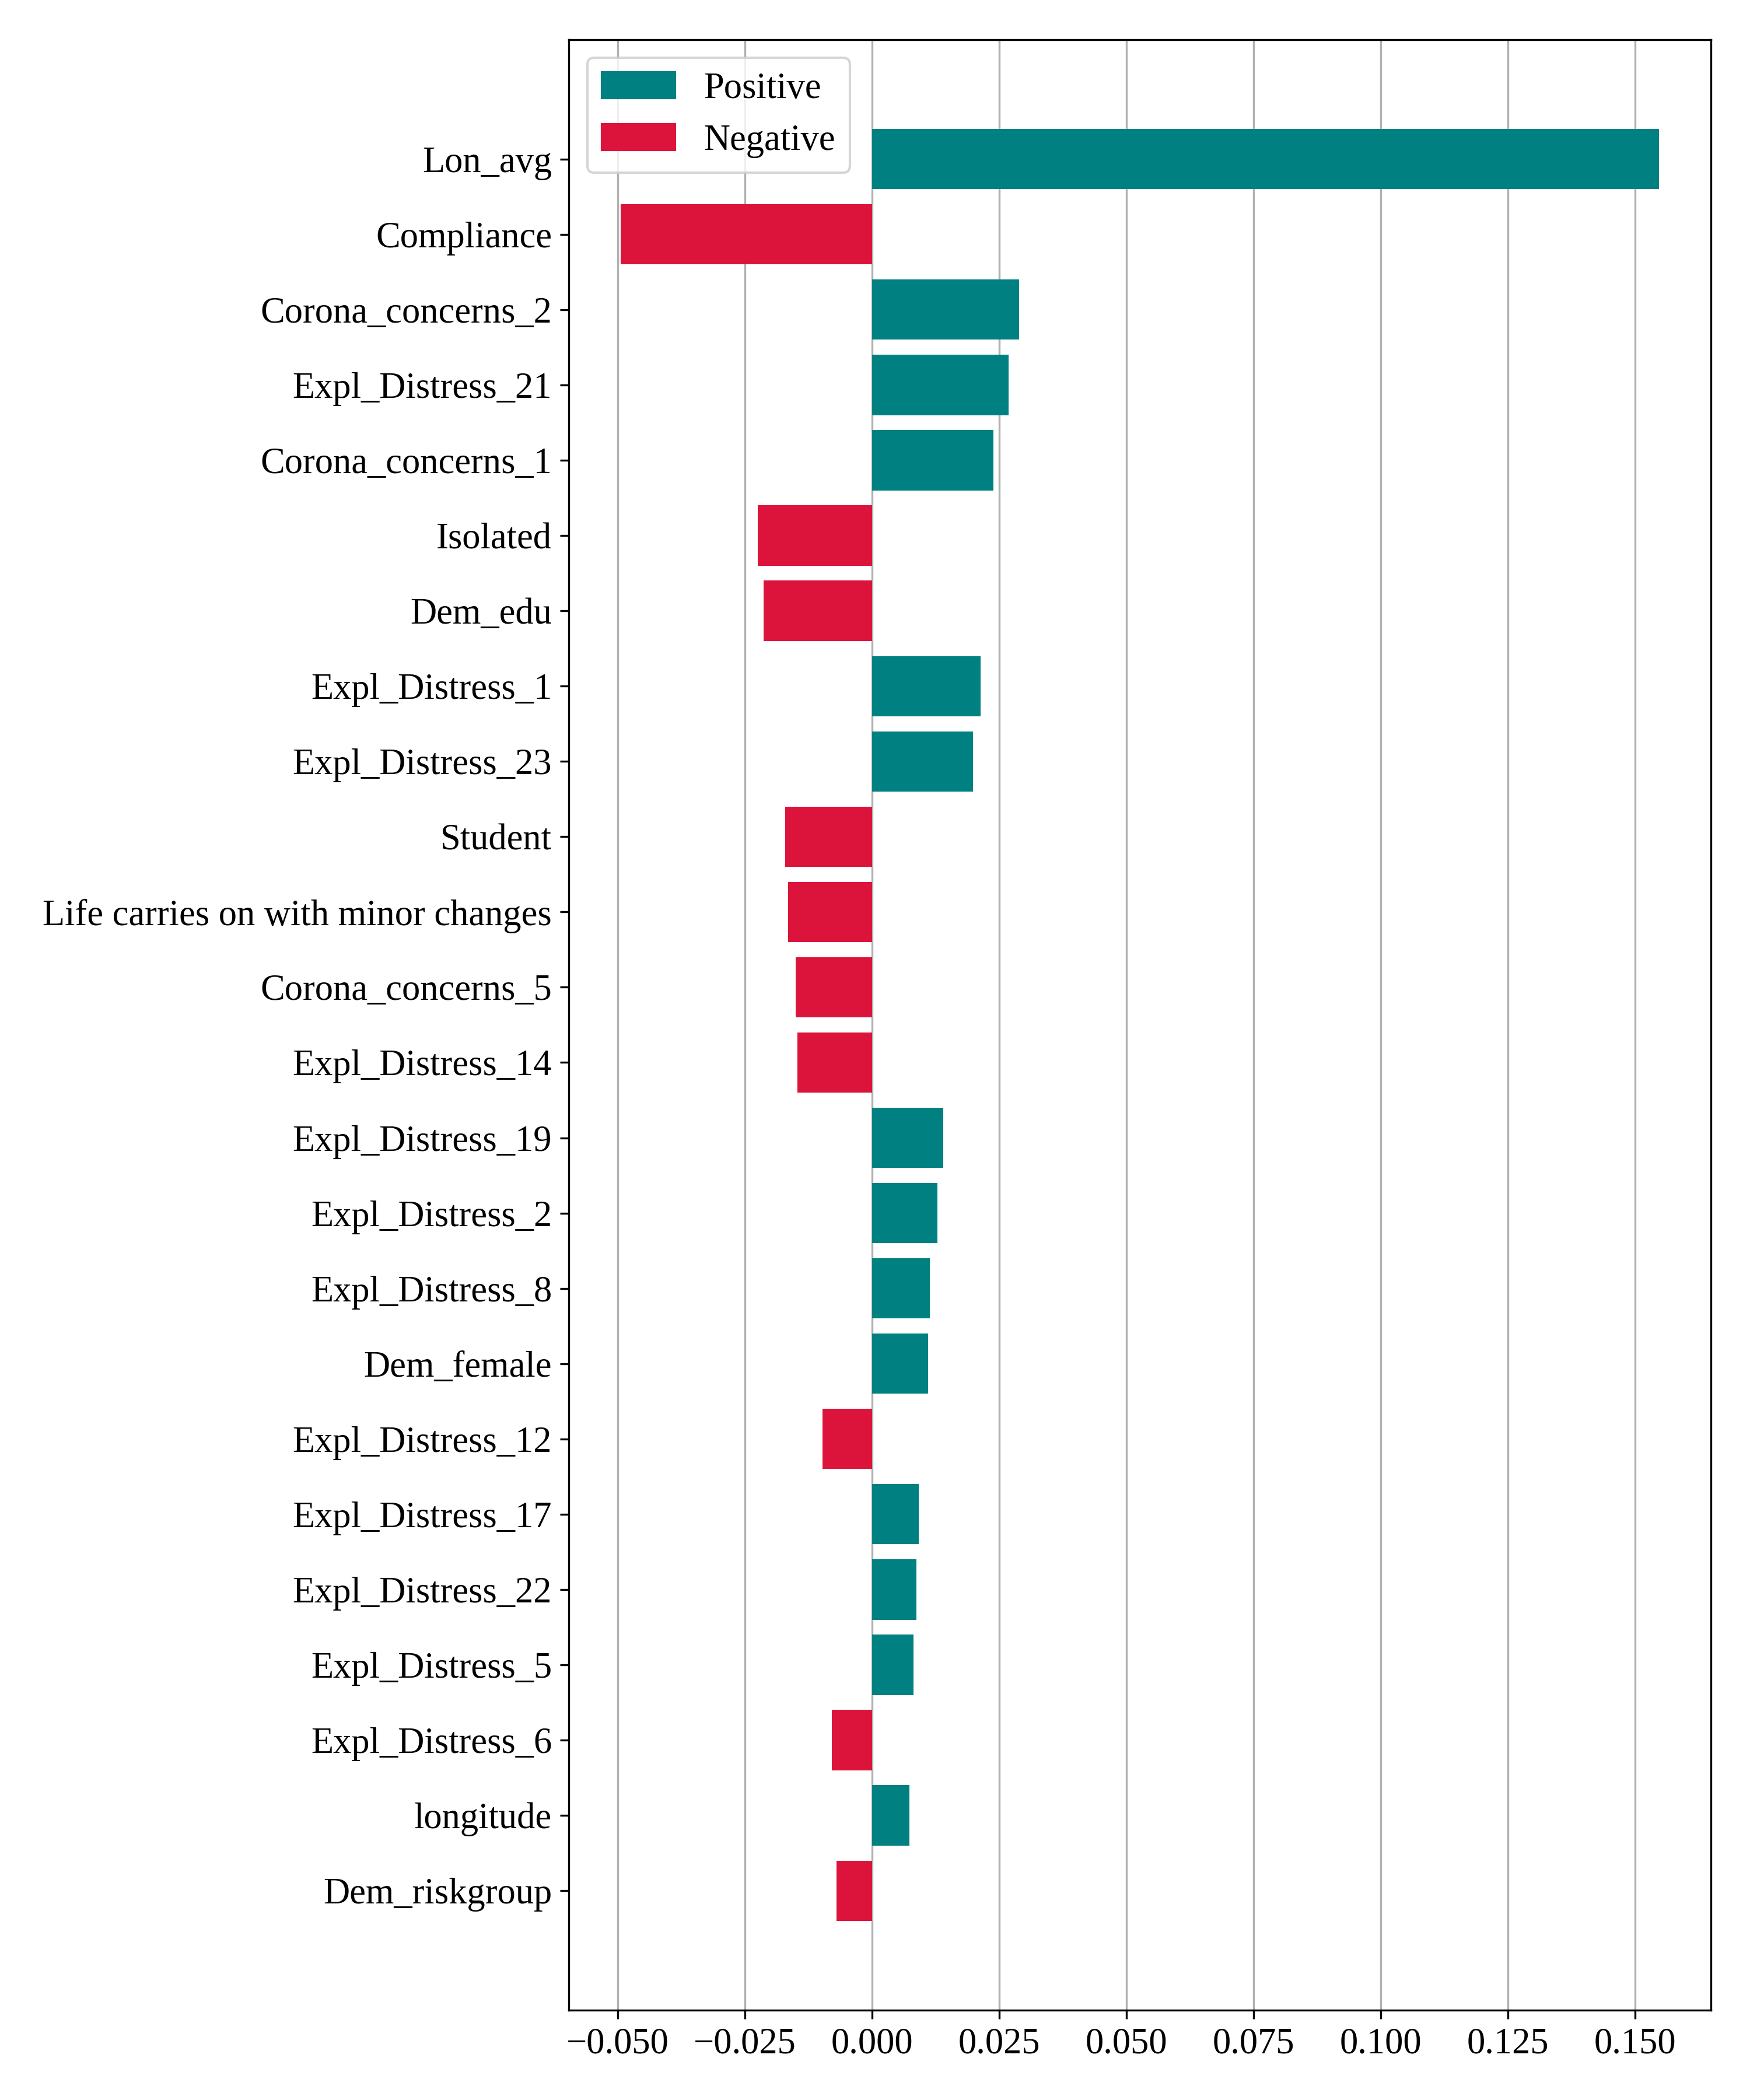 Positive
Negative
Lon_avg
Compliance
Corona_concerns_2
Expl_Distress_21
Corona_concerns_1
Isolated
Dem_edu
Expl_Distress_1
Expl_Distress_23
Student
Life carries on with minor changes
Corona_concerns_5
Expl_Distress_14
Expl_Distress_19
Expl_Distress_2
Expl_Distress_8
Dem_female
Expl_Distress_12
Expl_Distress_17
Expl_Distress_22
Expl_Distress_5
Expl_Distress_6
longitude
Dem_riskgroup
−0.050 −0.025 0.000 0.025 0.050 0.075 0.100 0.125 0.150